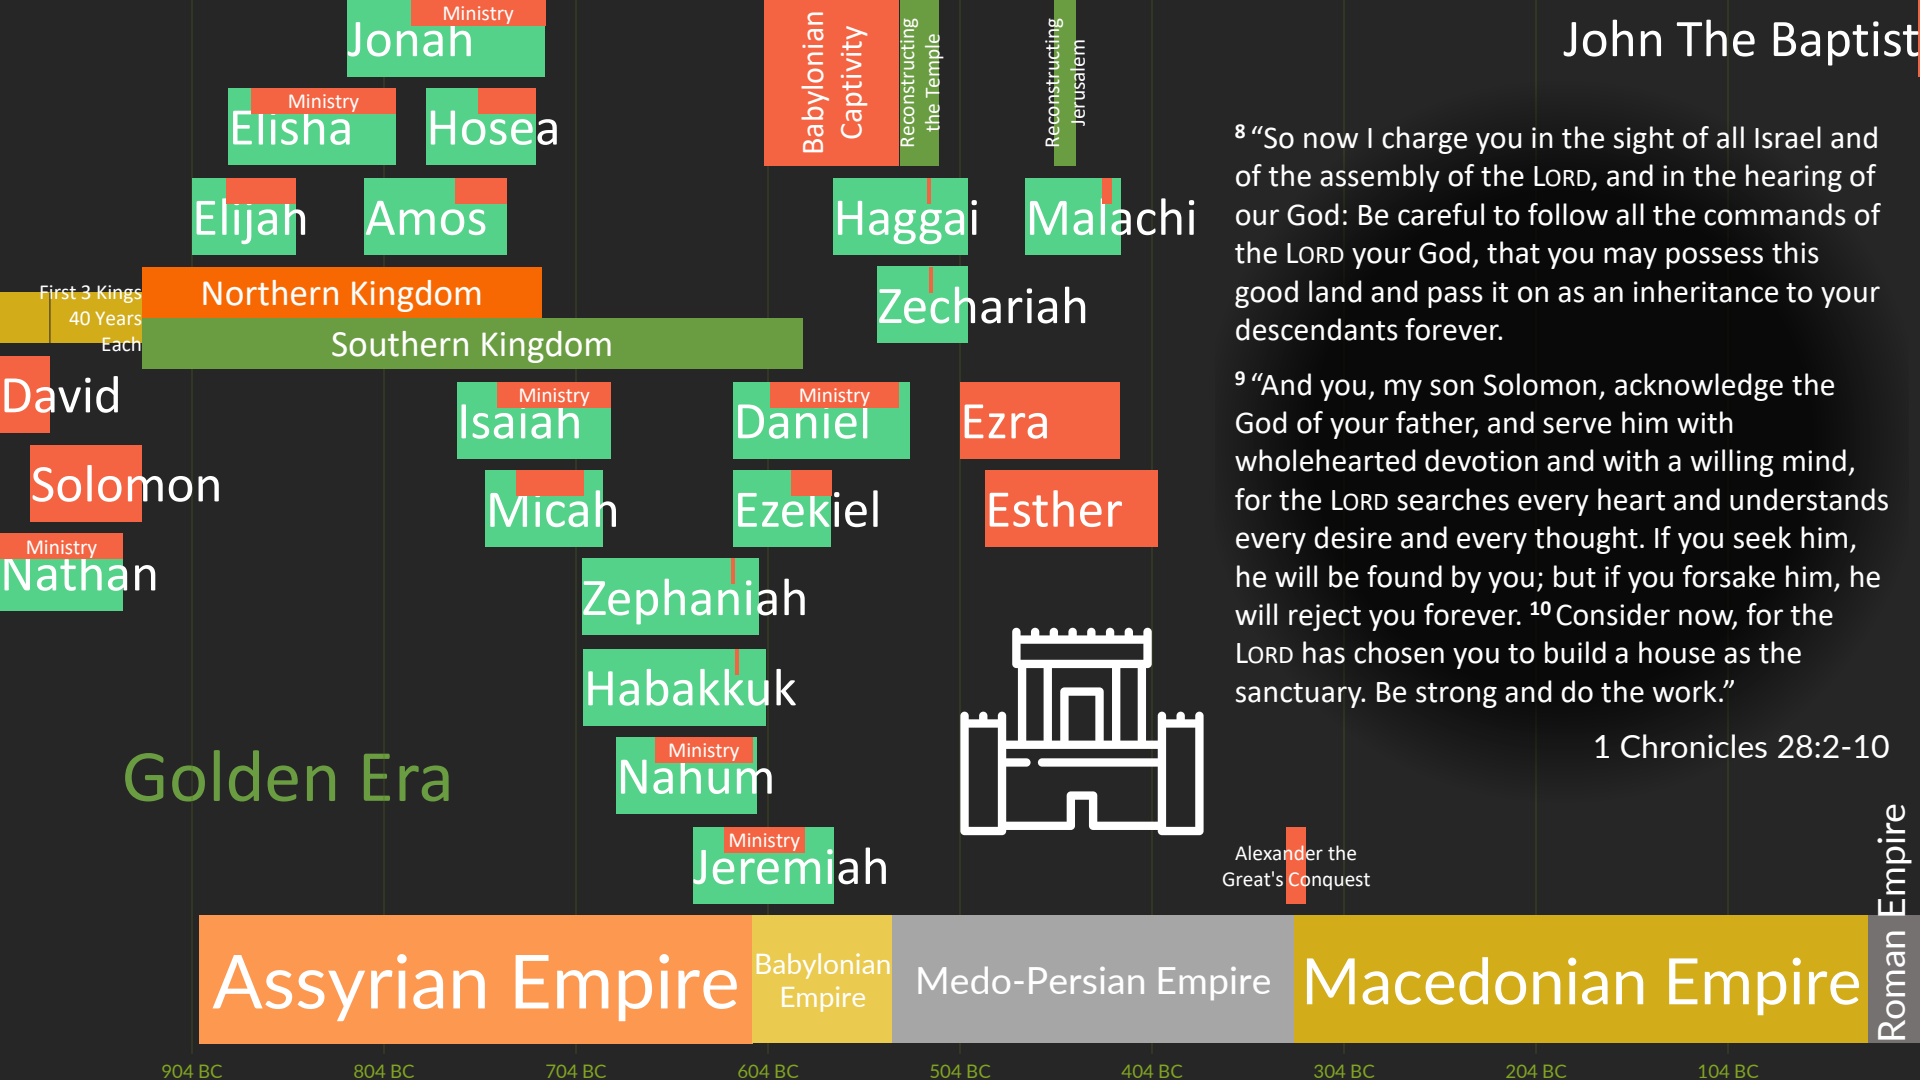 Ministry
Jonah
Ministry
Elisha
Hosea
Elijah
Amos
Babylonian
Captivity
Reconstructing
the Temple
Reconstructing
Jerusalem
John The Baptist
Haggai
Malachi
Zechariah
First 3 Kings
40 Years
Each
Northern Kingdom
Southern Kingdom
David
Solomon
Ministry
Nathan
Ministry
Isaiah
Micah
Ministry
Daniel
Ezekiel
Ezra
Esther
Zephaniah
Habakkuk
Ministry
Nahum
Ministry
Jeremiah
Golden Era
8 “So now I charge you in the sight of all Israel and
of the assembly of the LORD, and in the hearing of
our God: Be careful to follow all the commands of
the LORD your God, that you may possess this
good land and pass it on as an inheritance to your
descendants forever.
9 “And you, my son Solomon, acknowledge the
God of your father, and serve him with
wholehearted devotion and with a willing mind,
for the LORD searches every heart and understands
every desire and every thought. If you seek him,
he will be found by you; but if you forsake him, he
will reject you forever. 10 Consider now, for the
LORD has chosen you to build a house as the
sanctuary. Be strong and do the work.”
1 Chronicles 28:2-10
Alexander the
Great's Conquest
Assyrian Empire
Babylonian
Empire
Medo-Persian Empire
Macedonian Empire
Roman Empire
904 BC
804 BC
704 BC
604 BC
504 BC
404 BC
304 BC
204 BC
104 BC